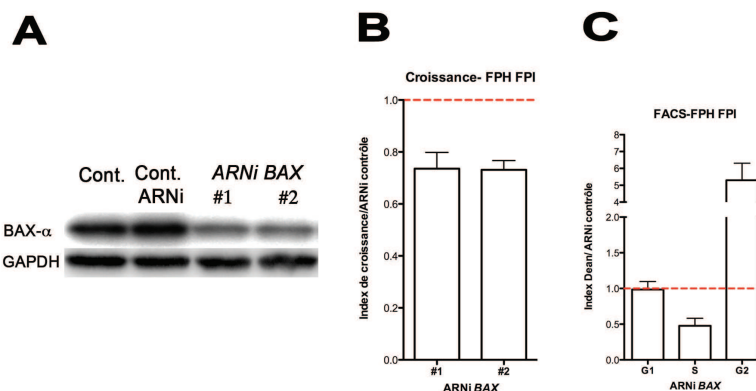 A
Cont.
Cont.
ARNi
ARNi BAX
#1
#2
BAX-α
GAPDH
B
Croissance- FPH FPI
Index de croissance/ARNi contrôle
1.0
0.8
0.6
0.4
0.2
0.0
#1
#2
ARNi BAX
C
FACS-FPH FPI
Index Dean/ ARNi contrôle
8
7
6
5
4
2.0
1.5
1.0
0.5
0.0
G1
S
G2
ARNi BAX